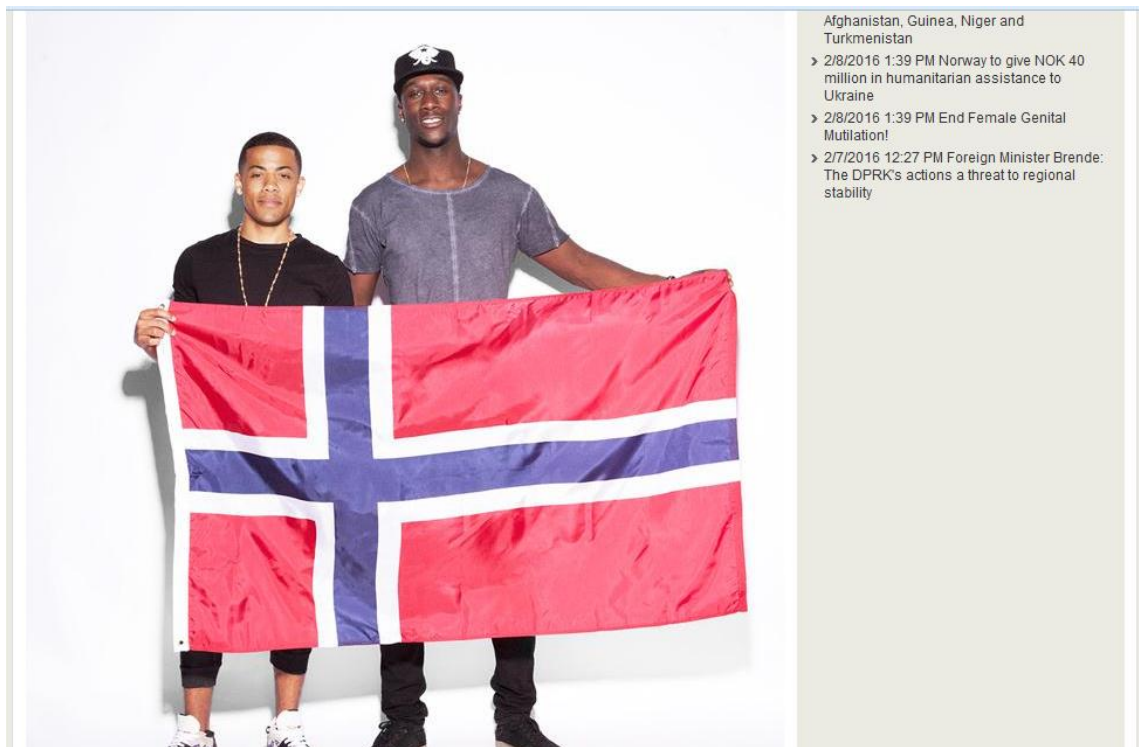 Afghanistan, Guinea, Niger and
Turkmenistan
2/8/2016 1:39 PM Norway to give NOK 40
million in humanitarian assistance to
Ukraine
2/8/2016 1:39 PM End Female Genital
Mutilation!
2/7/2016 12:27 PM Foreign Minister Brende:
The DPRK's actions a threat to regional
stability